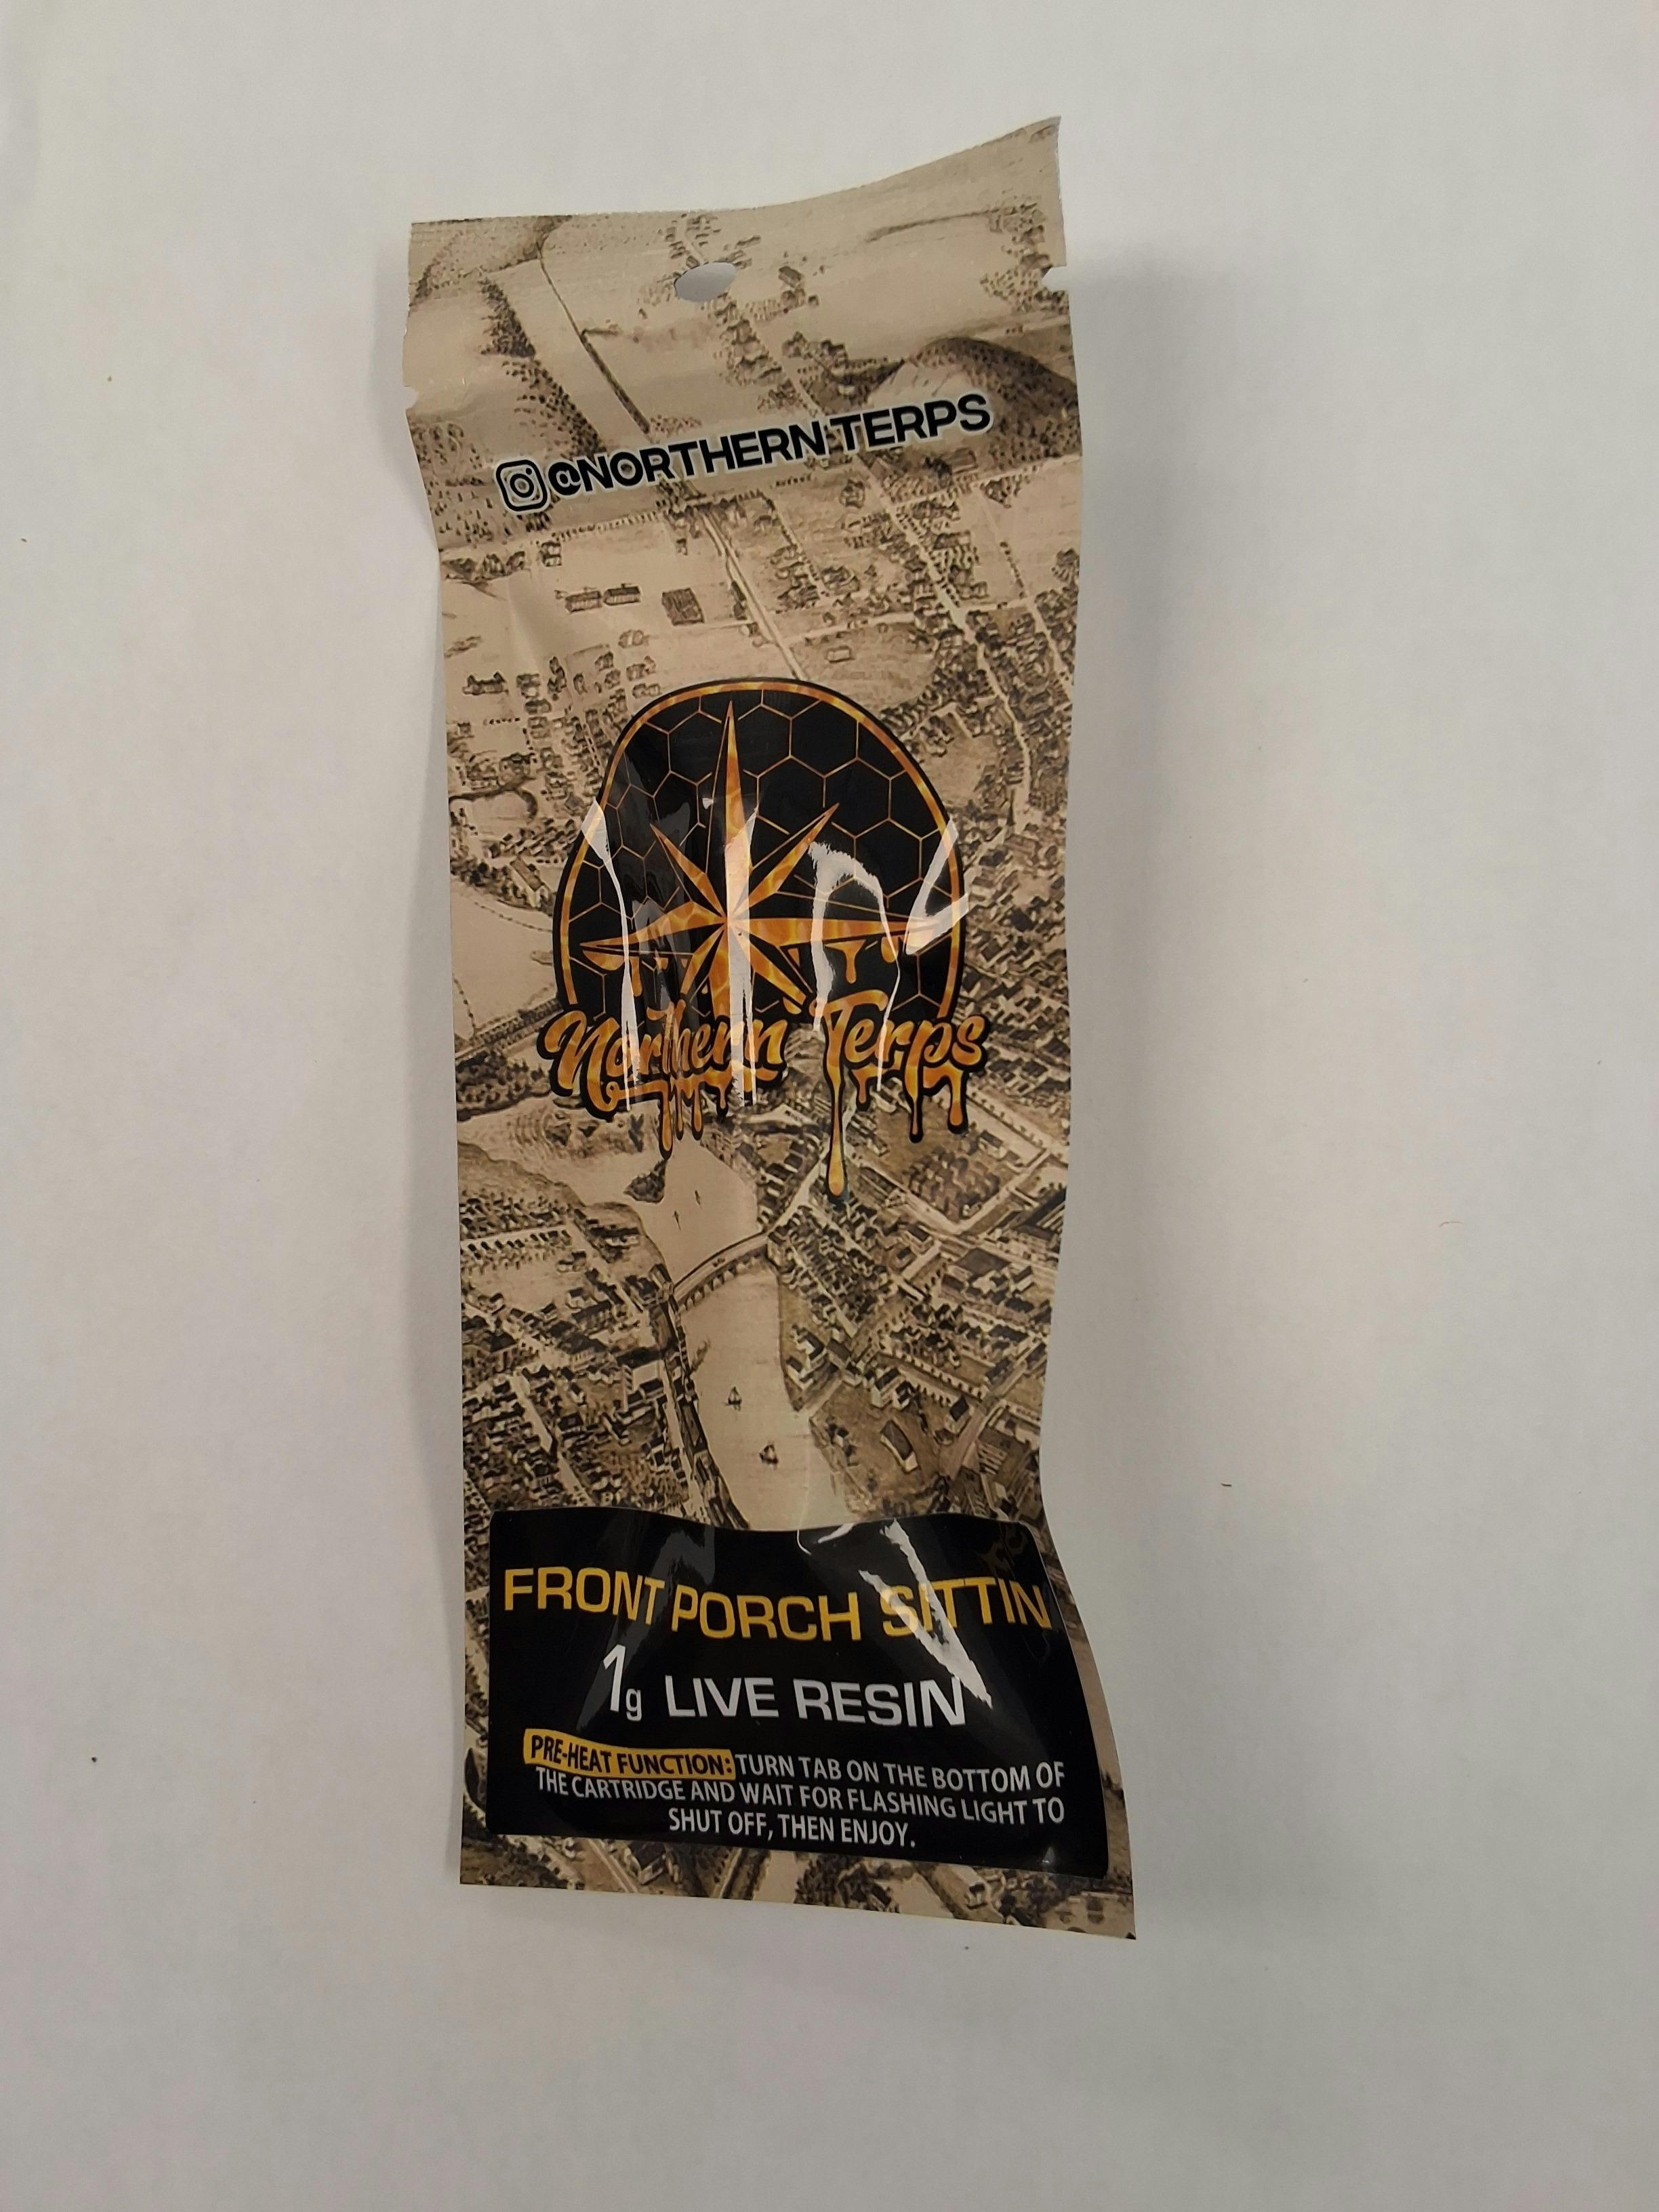 @NORTHERN.TERPS
Northern Terps
FRONT PORCH SITTIN
1g LIVE RESIN
PRE-HEAT FUNCTION: TURN TAB ON THE BOTTOM OF
THE CARTRIDGE AND WAIT FOR FLASHING LIGHT TO
SHUT OFF, THEN ENJOY.